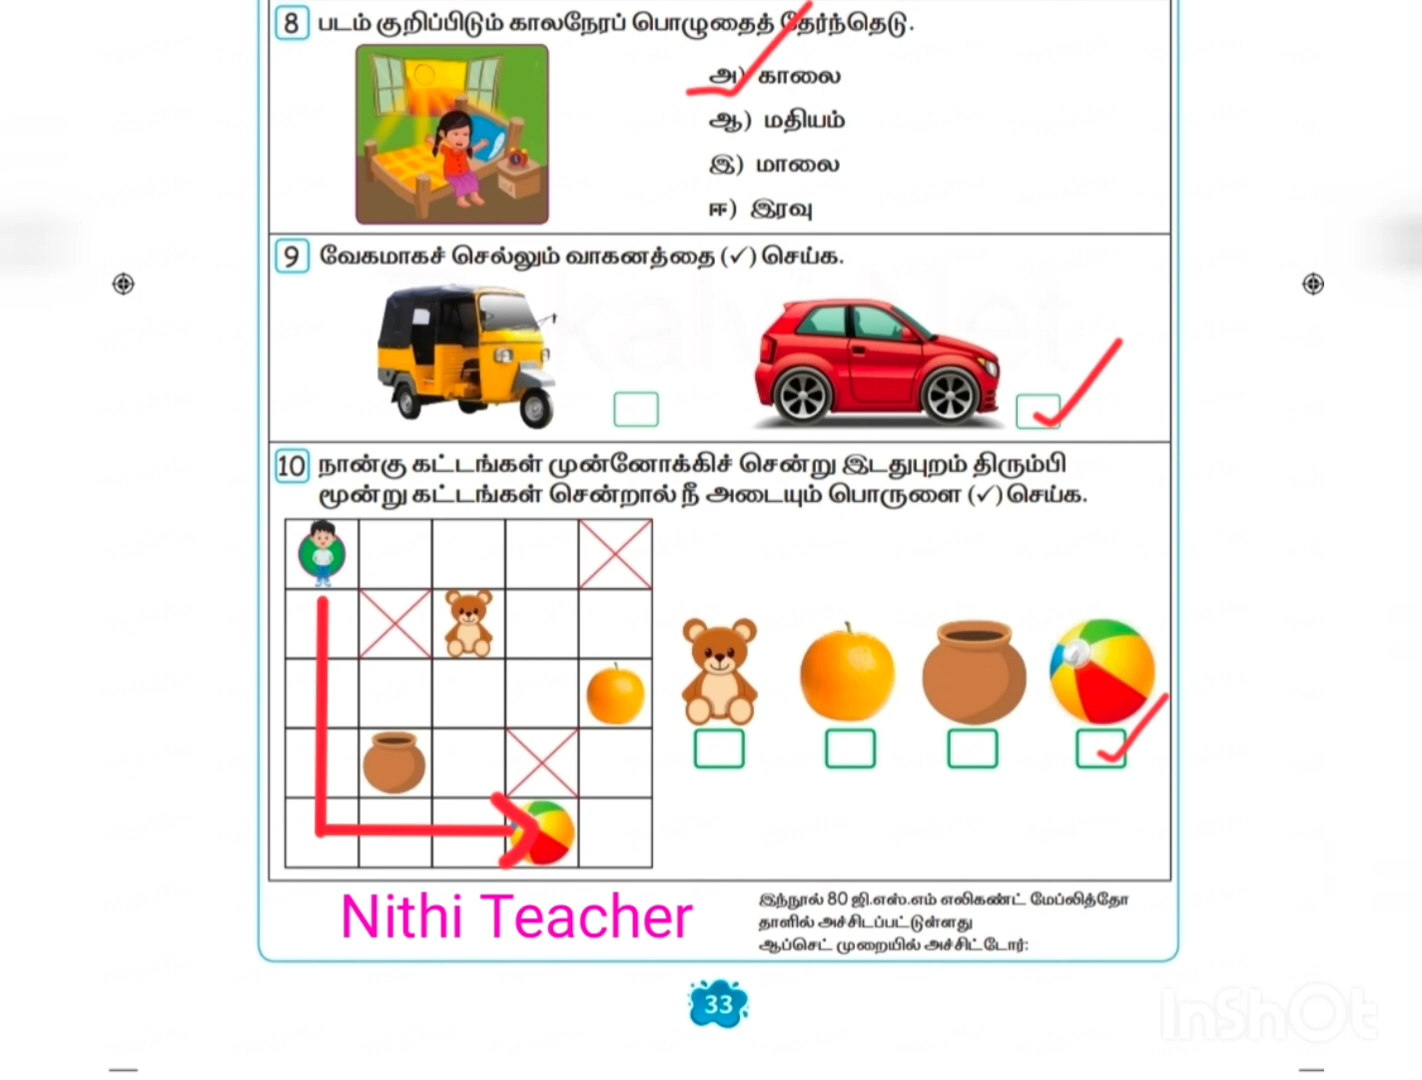 8 படம் குறிப்பிடும் காலநேரப் பொழுதைத் தேர்ந்தெடு.
அ) காலை
ஆ) மதியம்
இ) மாலை
ஈ) இரவு
9 வேகமாகச் செல்லும் வாகனத்தை (✓) செய்க.
10 நான்கு கட்டங்கள் முன்னோக்கிச் சென்று இடதுபுறம் திரும்பி
மூன்று கட்டங்கள் சென்றால் நீ அடையும் பொருளை (✓) செய்க.
Nithi Teacher
இந்நூல் 80 ஜி.எஸ்.எம் எலிகண்ட் மேப்லித்தோ
தாளில் அச்சிடப்பட்டுள்ளது
ஆப்செட் முறையில் அச்சிட்டோர்:
33
InShOt